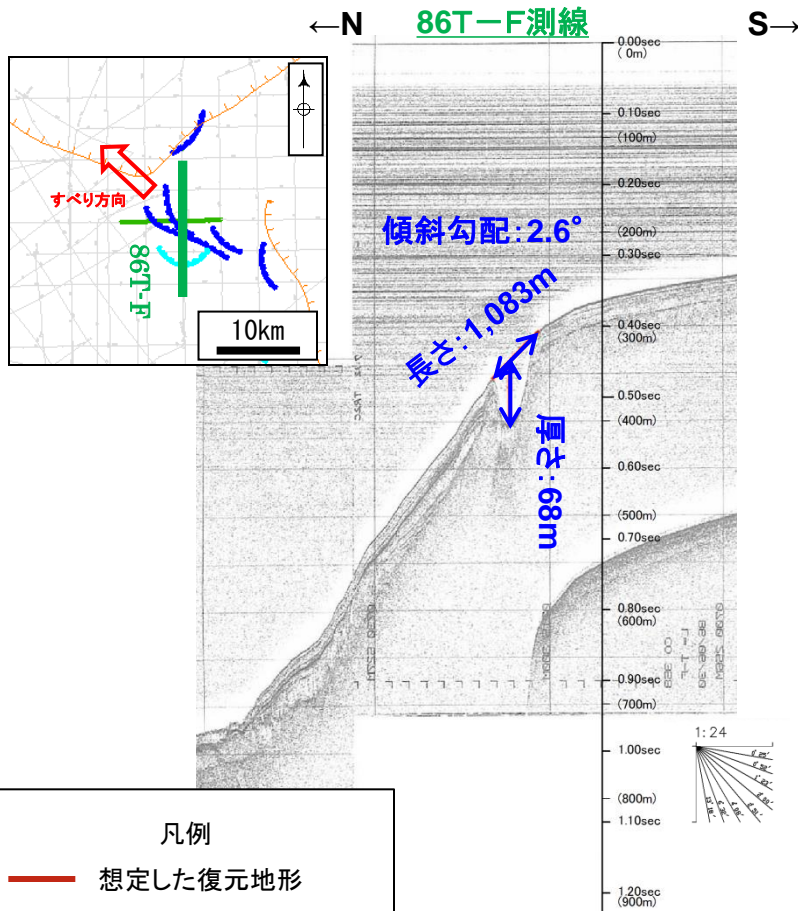 ←N
86T－F測線
S→
すべり方向
86T-F
10km
傾斜勾配：2.6°
長さ：1,083m
厚さ：68m
0.00sec
( 0m)
0.10sec
(100m)
0.20sec
(200m)
0.30sec
0.40sec
(300m)
0.50sec
(400m)
0.60sec
(500m)
0.70sec
0.80sec
(600m)
0.90sec
(700m)
1.00sec
(800m)
1.10sec
1.20sec
(900m)
1:24
凡例
想定した復元地形